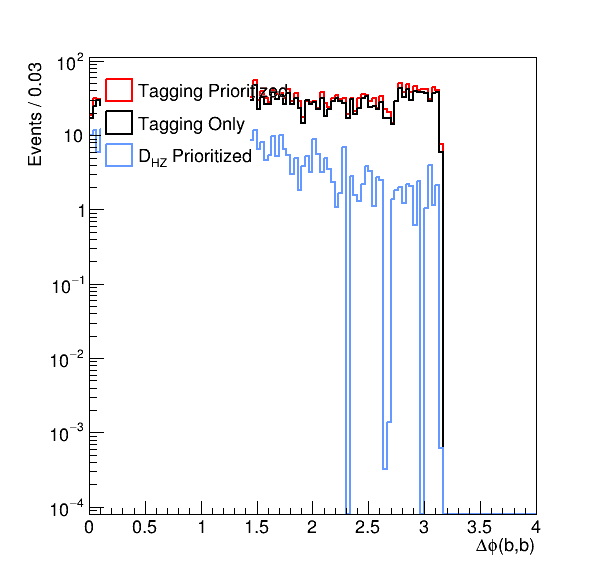 Events / 0.03
10²
10
1
10⁻¹
10⁻²
10⁻³
10⁻⁴
Tagging Prioritized
Tagging Only
D_HZ Prioritized
0 0.5 1 1.5 2 2.5 3 3.5 4
Δϕ(b,b)